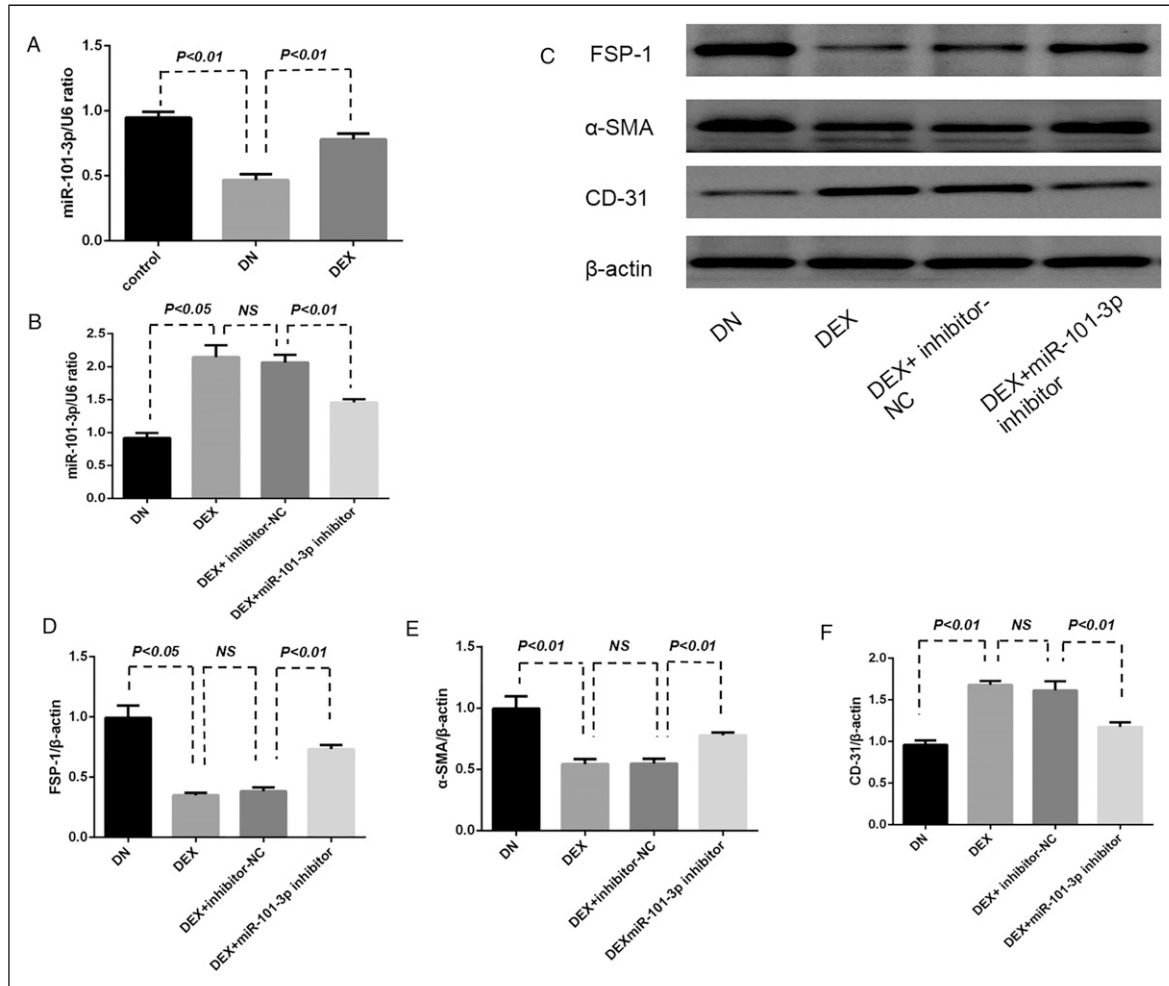 A
miR-101-3p/U6 ratio
1.5
1.0
0.5
0.0
P<0.01
P<0.01
control
DN
DEX
B
miR-101-3p/U6 ratio
2.5
2.0
1.5
1.0
0.5
0.0
P<0.05
NS
P<0.01
DN
DEX
DEX+ inhibitor-NC
DEX+miR-101-3p inhibitor
C
FSP-1
α-SMA
CD-31
β-actin
DN
DEX
DEX+ inhibitor-
NC
DEX+miR-101-3p
inhibitor
D
FSP-1/β-actin
1.5
1.0
0.5
0.0
P<0.05
NS
P<0.01
DN
DEX
DEX+inhibitor-NC
DEX+miR-101-3p inhibitor
E
α-SMA/β-actin
1.5
1.0
0.5
0.0
P<0.01
NS
P<0.01
DN
DEX
DEX+inhibitor-NC
DEXmiR-101-3p inhibitor
F
CD-31/β-actin
2.0
1.5
1.0
0.5
0.0
P<0.01
NS
P<0.01
DN
DEX
DEX+ inhibitor-NC
DEX+miR-101-3p inhibitor